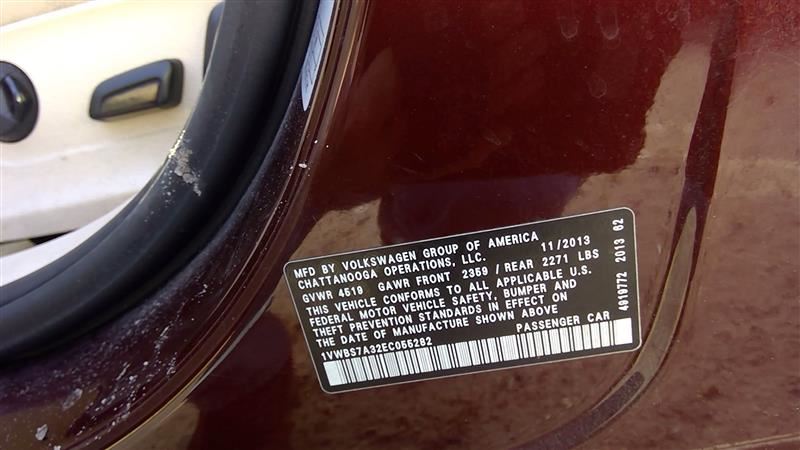 MFD BY VOLKSWAGEN GROUP OF AMERICA 11/2013
CHATTANOOGA OPERATIONS, LLC.
GVWR 4519 GAWR FRONT 2359 / REAR 2271 LBS
THIS VEHICLE CONFORMS TO ALL APPLICABLE U.S.
FEDERAL MOTOR VEHICLE SAFETY, BUMPER AND
THEFT PREVENTION STANDARDS IN EFFECT ON
THE DATE OF MANUFACTURE SHOWN ABOVE
1VWBS7A32EC055282 PASSENGER CAR
4919772 2013 62